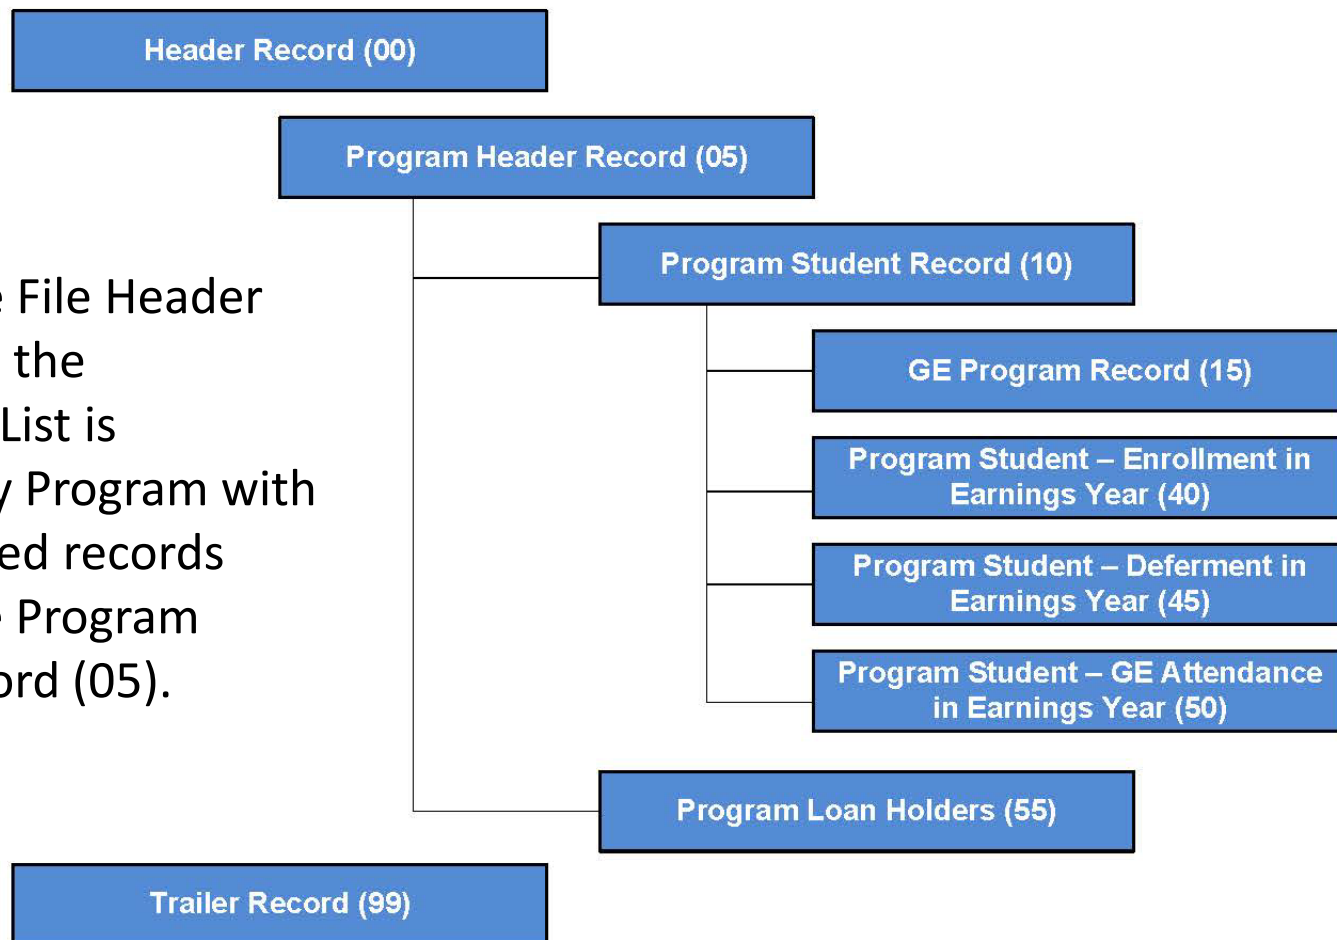 Header Record (00)
Program Header Record (05)
Program Student Record (10)
File Header
the
GE Program Record (15)
List is
Program Student – Enrollment in
Earnings Year (40)
Program with
records
Program Student – Deferment in
Earnings Year (45)
Program
(05).
Program Student – GE Attendance
in Earnings Year (50)
Program Loan Holders (55)
Trailer Record (99)